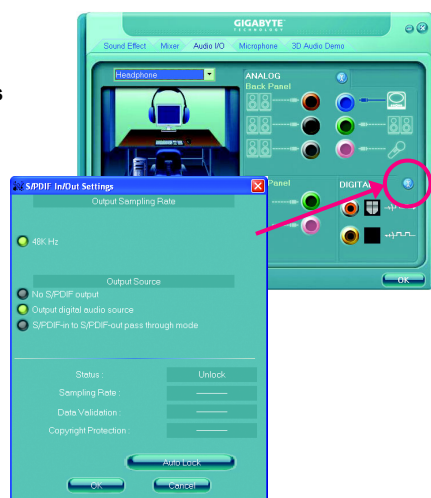 s
GIGABYTE
TECHNOLOGY
Sound Effect Mixer Audio I/O Microphone 3D Audio Demo
Headphone
ANALOG
Back Panel
Panel
DIGITAL
OK
S/PDIF In/Out Settings
Output Sampling Rate
48K Hz
Output Source
No S/PDIF output
Output digital audio source
S/PDIF-in to S/PDIF-out pass through mode
Status : Unlock
Sampling Rate :
Data Validation :
Copyright Protection :
Auto Lock
OK Cancel